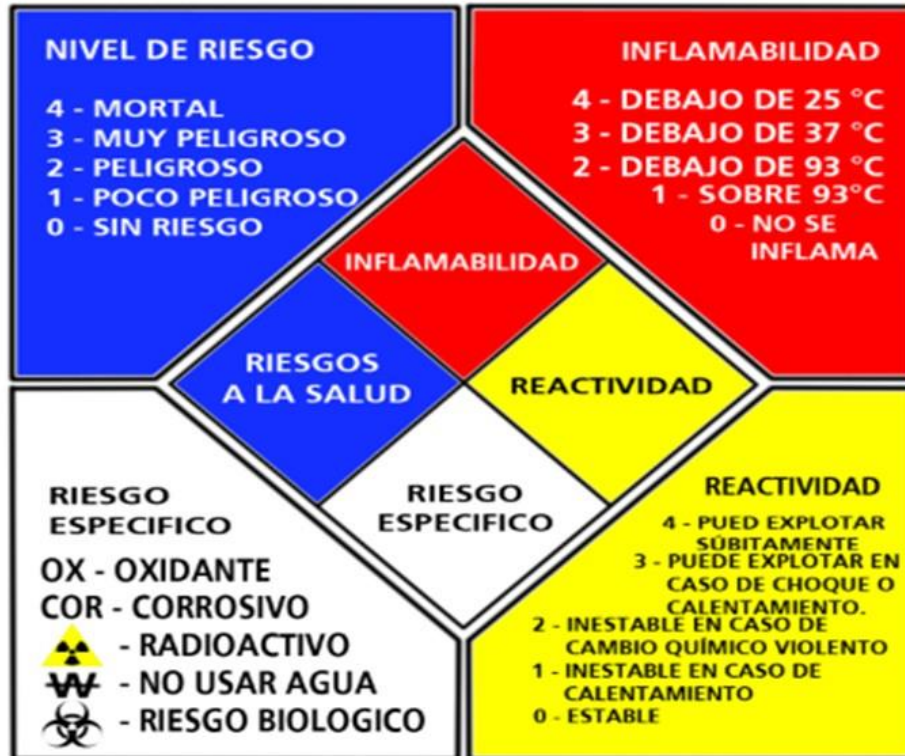 NIVEL DE RIESGO
4 - MORTAL
3 - MUY PELIGROSO
2 - PELIGROSO
1 - POCO PELIGROSO
0 - SIN RIESGO
INFLAMABILIDAD
4 - DEBAJO DE 25 °C
3 - DEBAJO DE 37 °C
2 - DEBAJO DE 93 °C
1 - SOBRE 93°C
0 - NO SE
INFLAMA
INFLAMABILIDAD
RIESGOS
A LA SALUD
REACTIVIDAD
RIESGO
ESPECIFICO
RIESGO
ESPECIFICO
OX - OXIDANTE
COR - CORROSIVO
- RADIOACTIVO
W - NO USAR AGUA
- RIESGO BIOLOGICO
REACTIVIDAD
4 - PUED EXPLOTAR
SÚBITAMENTE
3 - PUEDE EXPLOTAR EN
CASO DE CHOQUE O
CALENTAMIENTO.
2 - INESTABLE EN CASO DE
CAMBIO QUÍMICO VIOLENTO
1 - INESTABLE EN CASO DE
CALENTAMIENTO
0 - ESTABLE